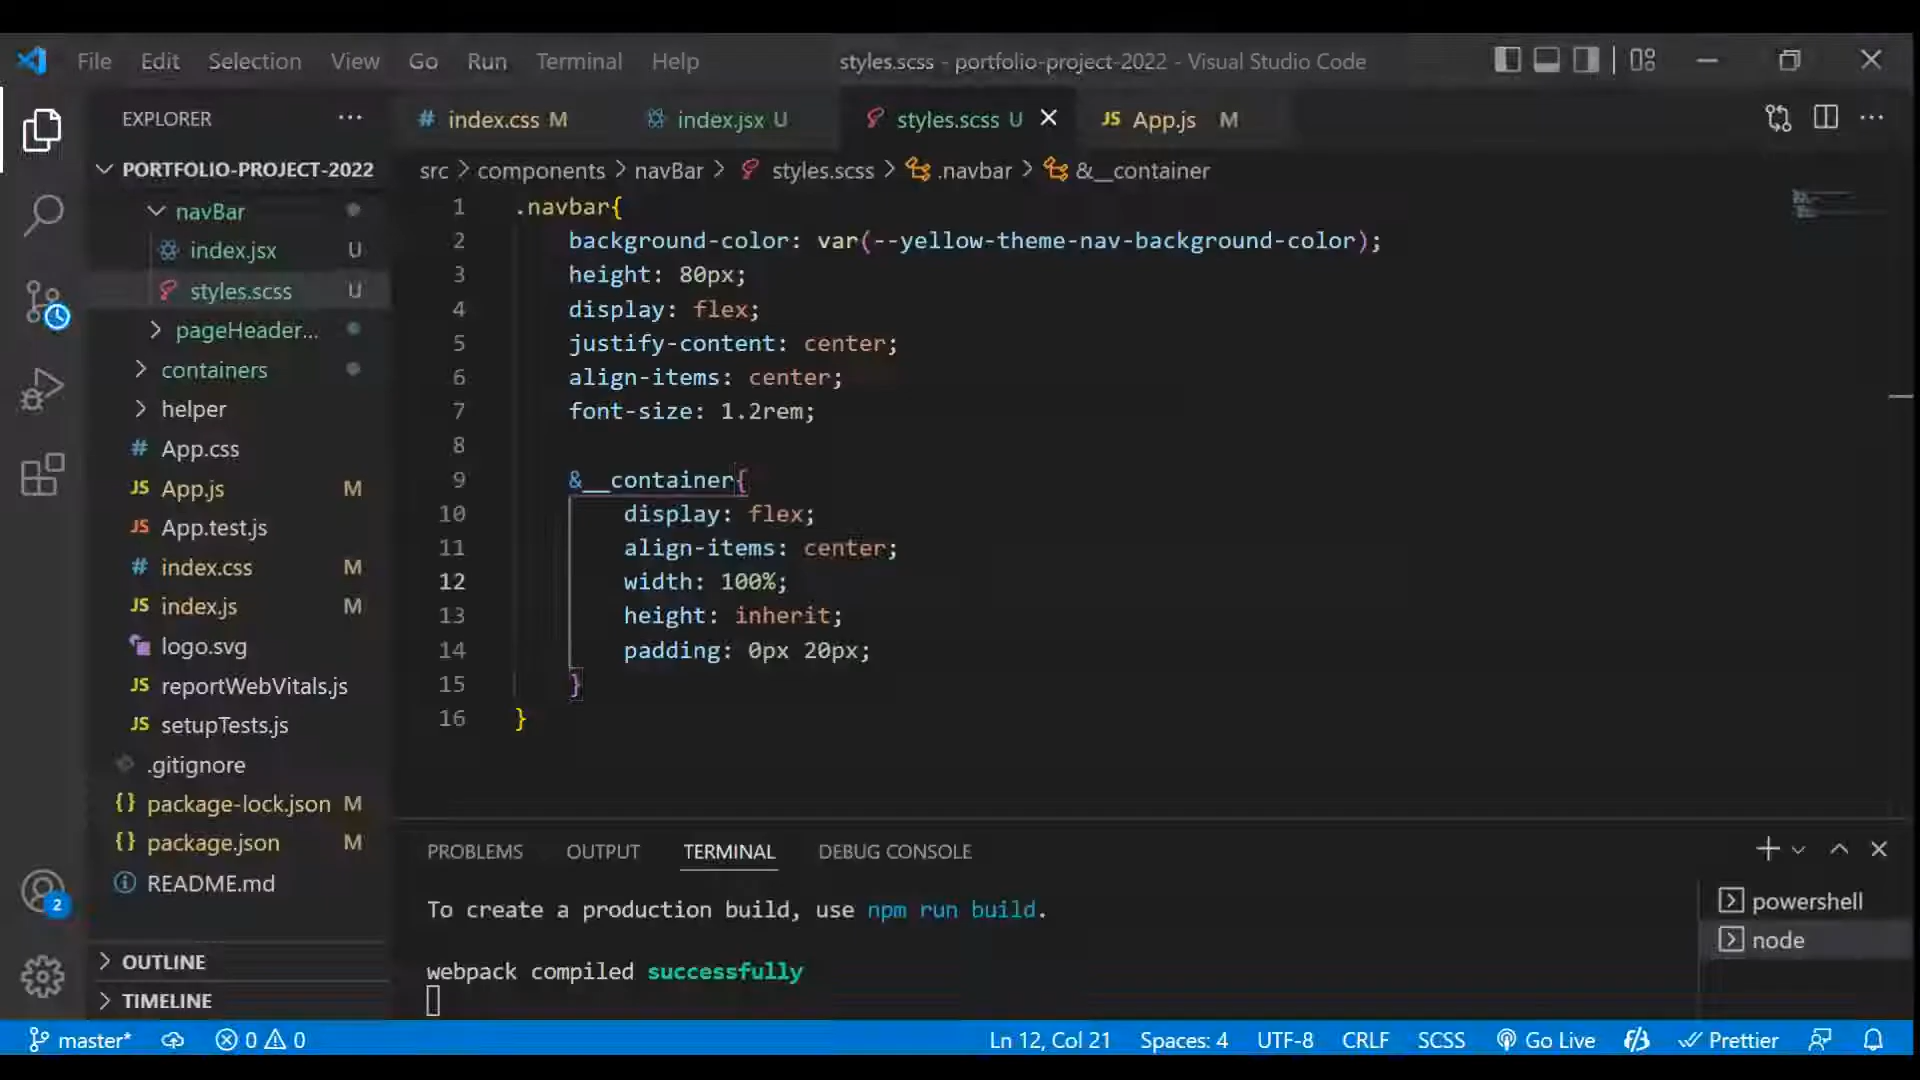 File Edit Selection View Go Run Terminal Help styles.scss - portfolio-project-2022 - Visual Studio Code
EXPLORER
PORTFOLIO-PROJECT-2022
navBar
index.jsx U
styles.scss U
pageHeader...
containers
helper
# App.css
JS App.js M
JS App.test.js
# index.css M
JS index.js M
logo.svg
JS reportWebVitals.js
JS setupTests.js
.gitignore
{} package-lock.json M
{} package.json M
README.md
OUTLINE
TIMELINE
2
# index.css M index.jsx U styles.scss U JS App.js M
src > components > navBar > styles.scss > .navbar > &__container
1 .navbar{
2 background-color: var(--yellow-theme-nav-background-color);
3 height: 80px;
4 display: flex;
5 justify-content: center;
6 align-items: center;
7 font-size: 1.2rem;
8
9 &__container{
10 display: flex;
11 align-items: center;
12 width: 100%;
13 height: inherit;
14 padding: 0px 20px;
15 }
16 }
PROBLEMS OUTPUT TERMINAL DEBUG CONSOLE
To create a production build, use npm run build.
webpack compiled successfully
powershell
node
master* 0 0 Ln 12, Col 21 Spaces: 4 UTF-8 CRLF SCSS Go Live Prettier